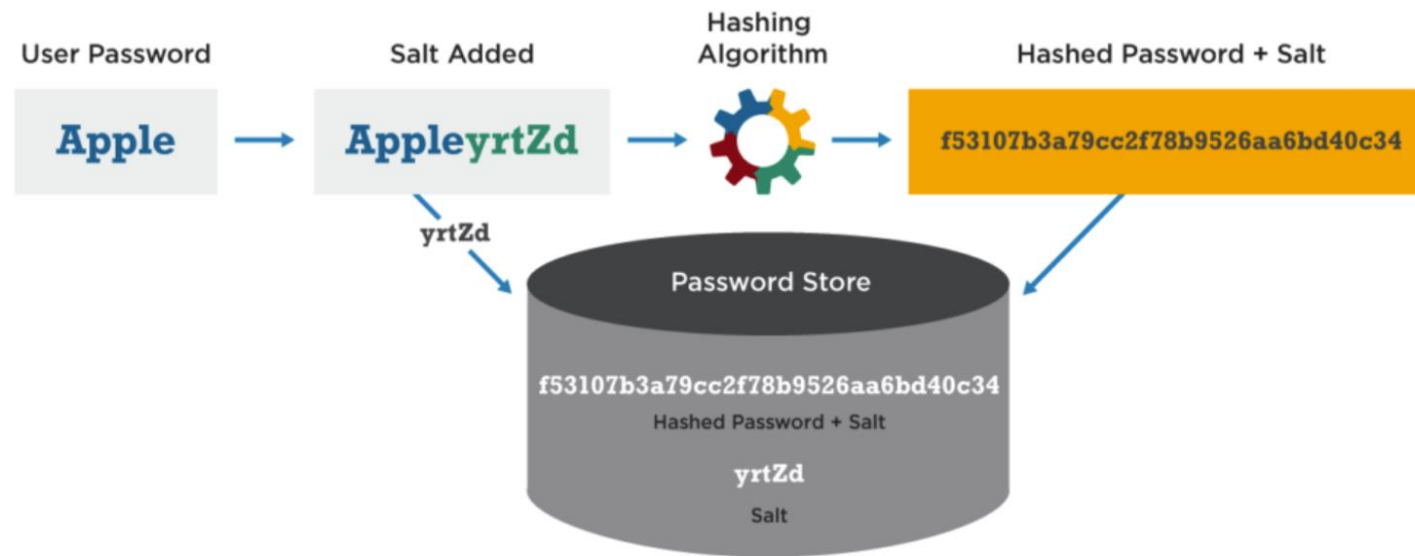 User Password
Salt Added
Hashing
Algorithm
Hashed Password + Salt
Apple
AppleyrtZd
f53107b3a79cc2f78b9526aa6bd40c34
yrtZd
Password Store
f53107b3a79cc2f78b9526aa6bd40c34
Hashed Password + Salt
yrtZd
Salt